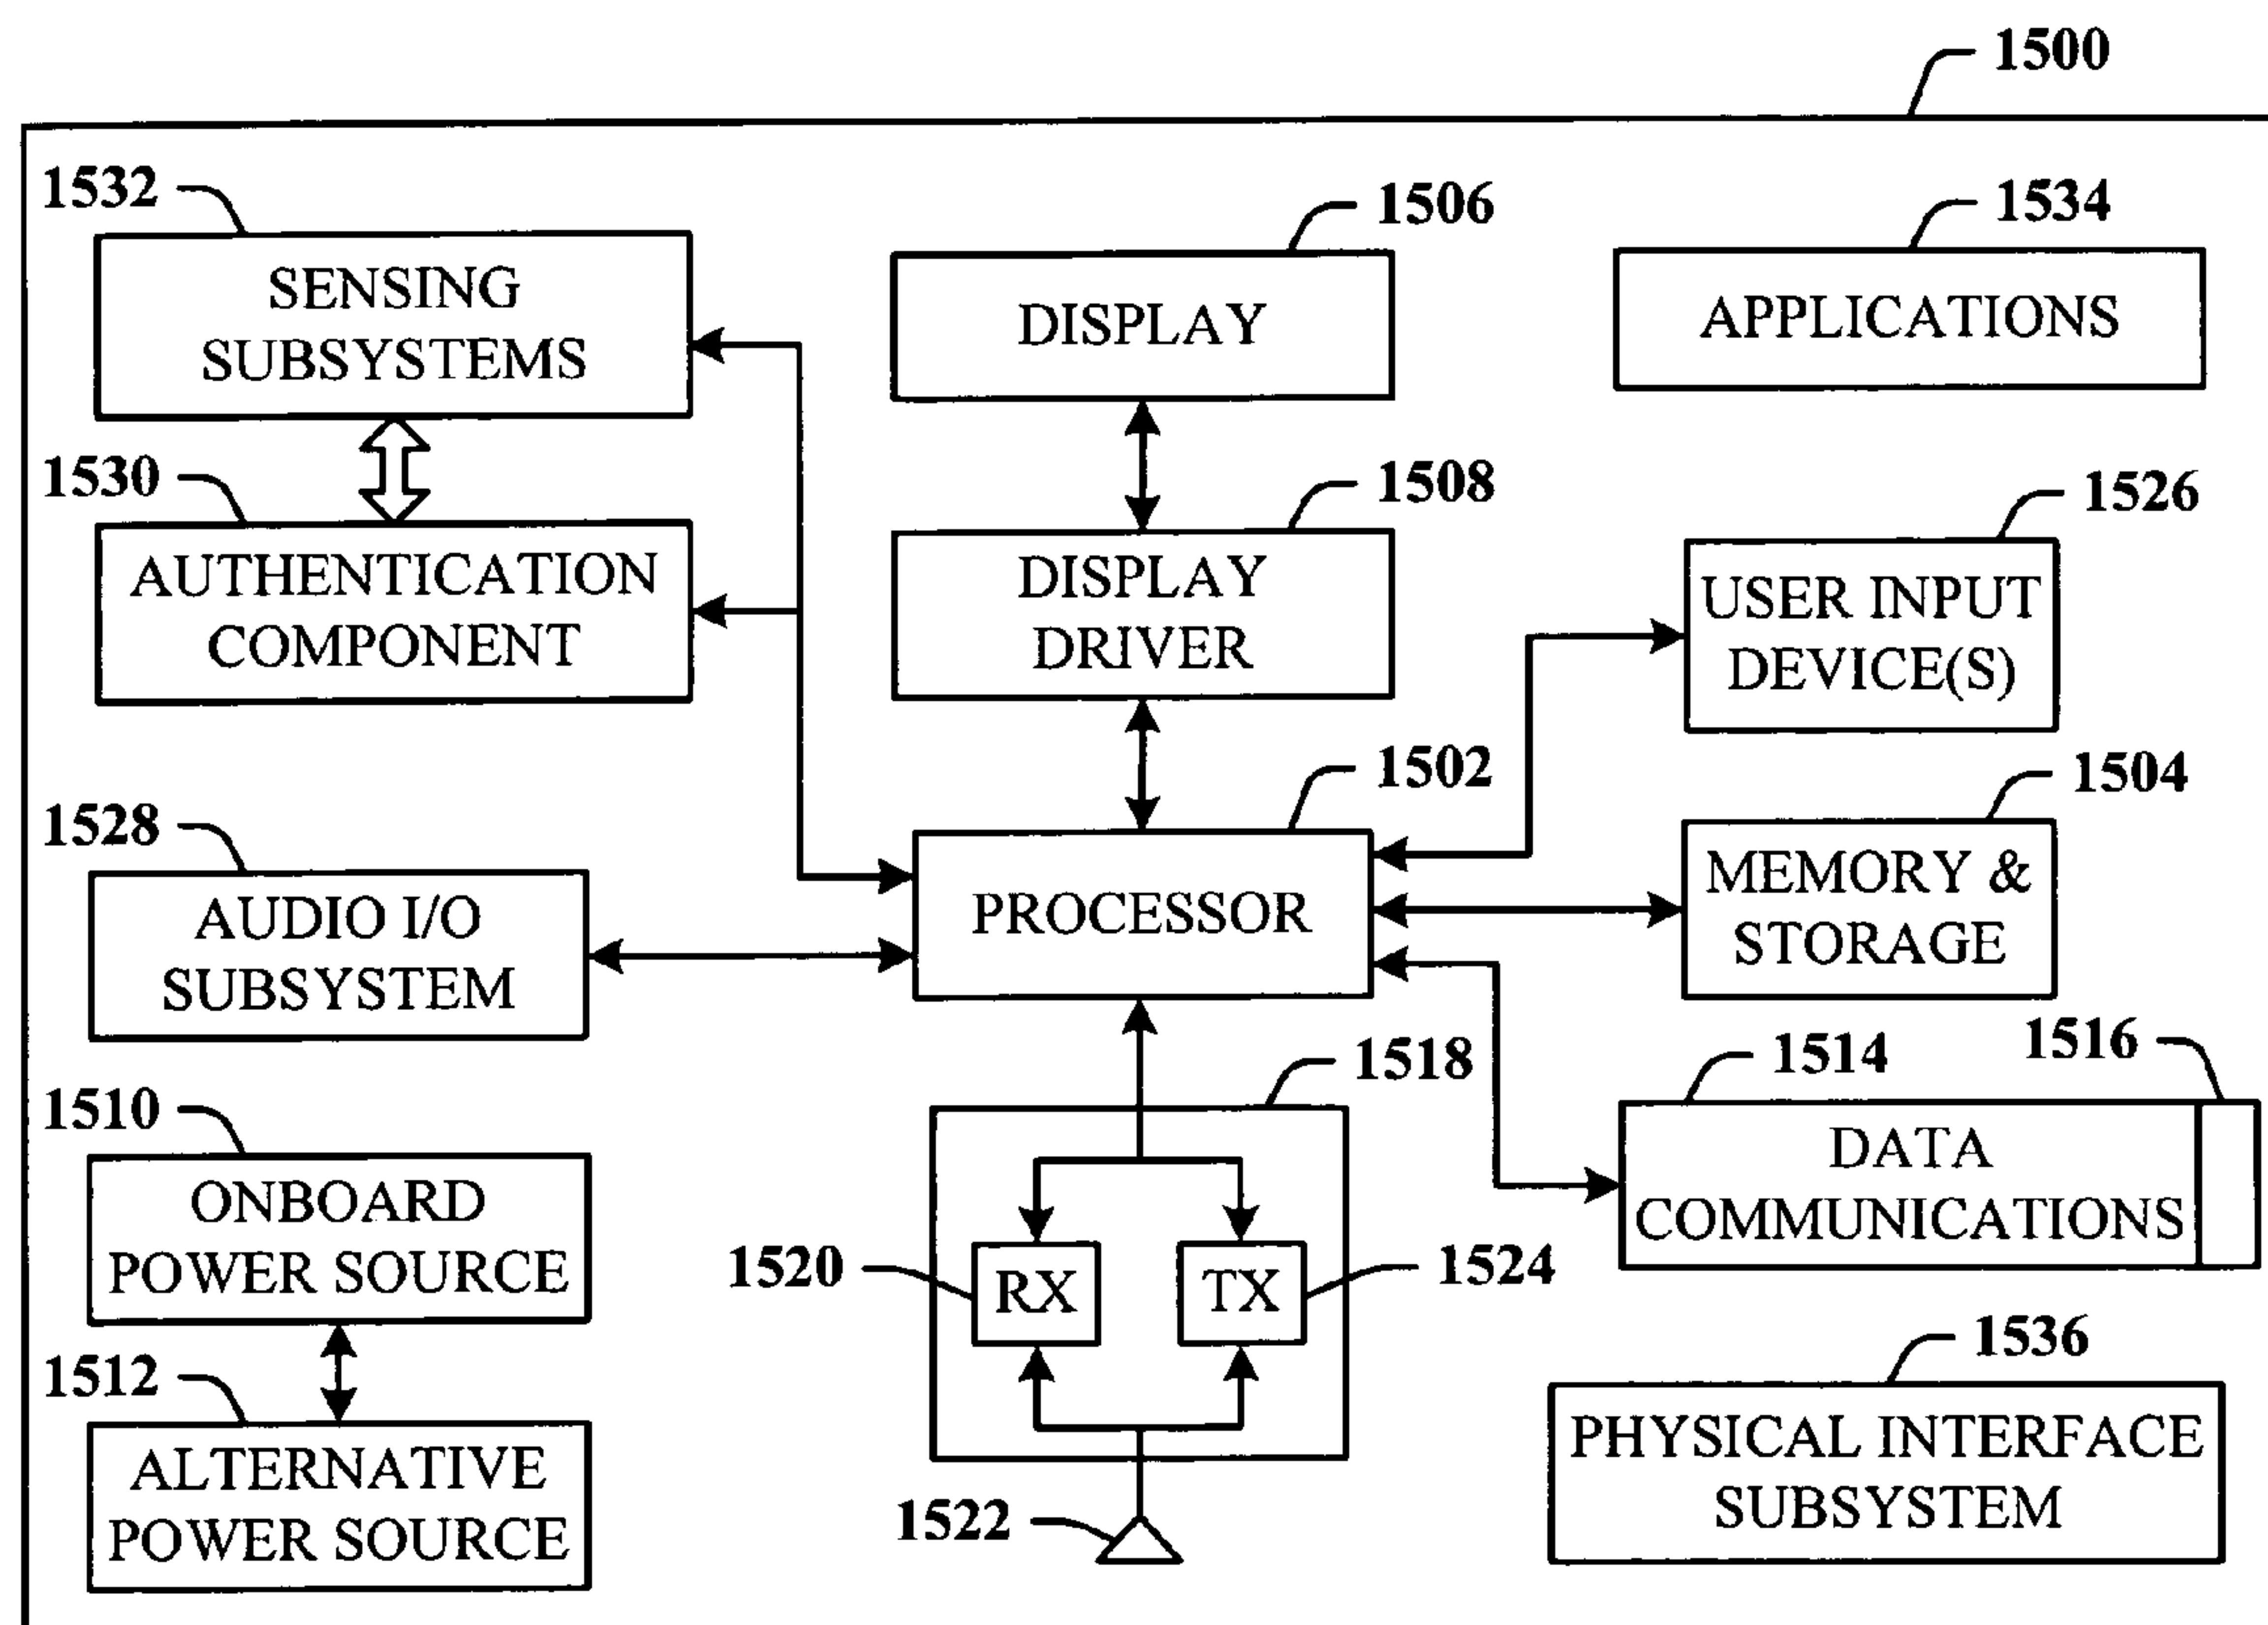 1500
1532
SENSING
SUBSYSTEMS
1506
DISPLAY
1534
APPLICATIONS
1530
AUTHENTICATION
COMPONENT
1508
DISPLAY
DRIVER
1526
USER INPUT
DEVICE(S)
1528
AUDIO I/O
SUBSYSTEM
1502
PROCESSOR
1504
MEMORY &
STORAGE
1510
ONBOARD
POWER SOURCE
1518
1520
RX
TX
1524
1514
1516
DATA
COMMUNICATIONS
1512
ALTERNATIVE
POWER SOURCE
1522
1536
PHYSICAL INTERFACE
SUBSYSTEM